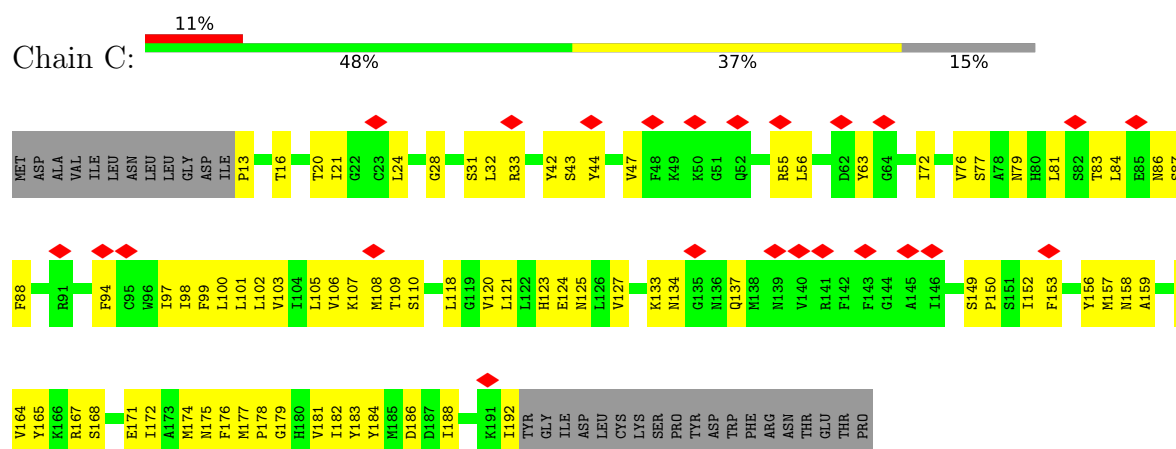 11%
Chain C:
48% 37% 15%
MET ASP ALA VAL ILE LEU ASN LEU LEU GLY ASP ILE P13 T16 T20 I21 G22 C23 L24 G28 S31 L32 R33 Y42 S43 Y44 V47 F48 K49 K50 G51 Q52 R55 L56 D62 Y63 G64 I72 V76 S77 A78 N79 H80 L81 S82 T83 L84 E85 N86 S87
F88 R91 F94 C95 W96 I97 I98 F99 L100 L101 L102 V103 I104 L105 V106 K107 M108 T109 S110 L118 G119 V120 L121 L122 H123 E124 N125 L126 V127 K133 N134 G135 N136 Q137 M138 N139 V140 R141 F142 F143 G144 A145 I146 S149 P150 S151 I152 F153 Y156 M157 N158 A159
V164 Y165 K166 R167 S168 E171 I172 A173 M174 N175 F176 M177 P178 G179 H180 V181 I182 Y183 Y184 M185 D186 D187 I188 K191 I192 TYR GLY ILE ASP LEU CYS LYS SER PRO TYR ASP TRP PHE ARG ASN THR GLU THR PRO